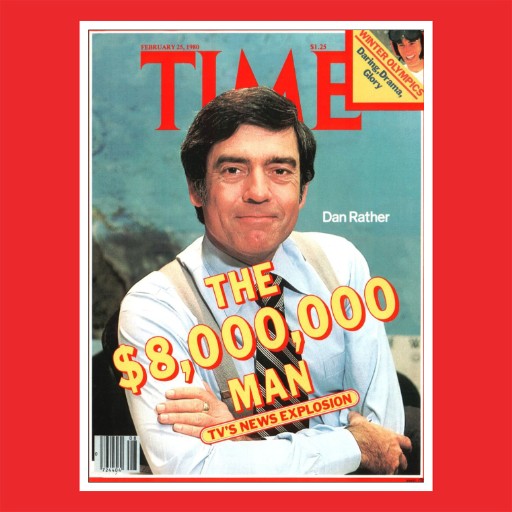 FEBRUARY 25, 1980
$1.25
TIME
WINTER OLYMPICS
Daring, Drama,
Glory
Dan Rather
THE
$8,000,000
MAN
TV'S NEWS EXPLOSION